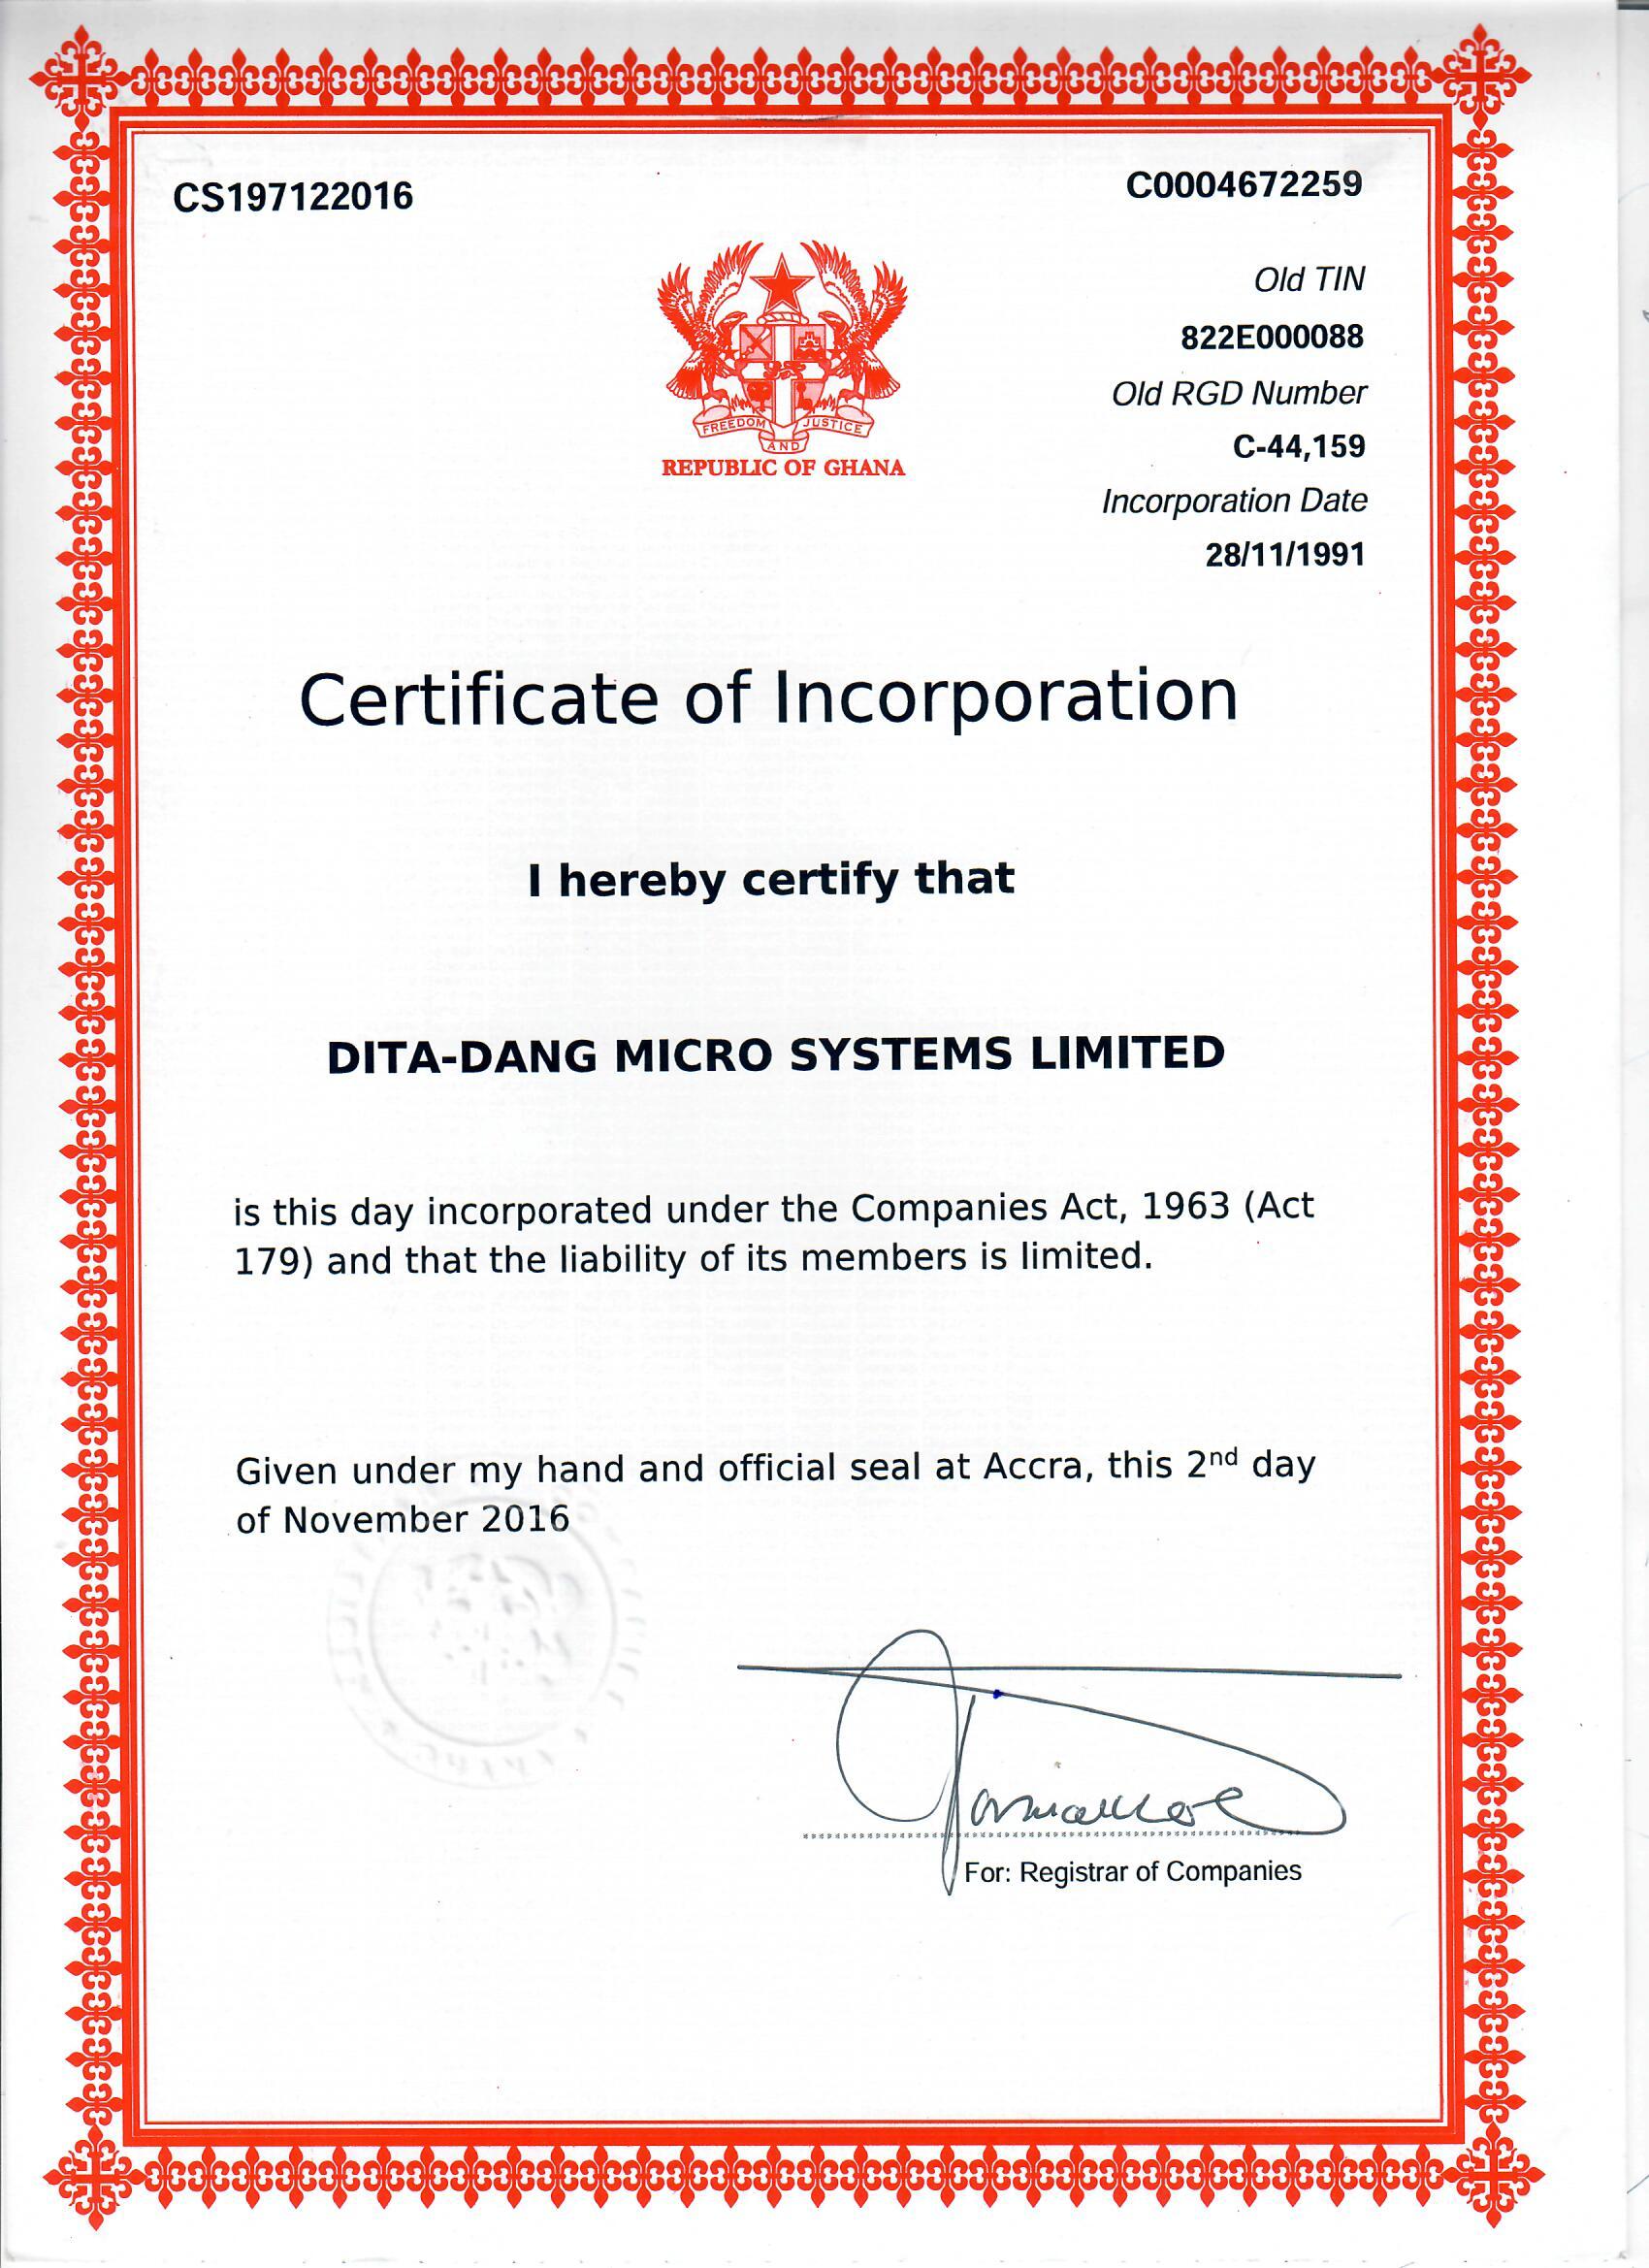 CS197122016
C0004672259
Old TIN
822E000088
Old RGD Number
C-44,159
Incorporation Date
28/11/1991
FREEDOM AND JUSTICE
REPUBLIC OF GHANA
Certificate of Incorporation
I hereby certify that
DITA-DANG MICRO SYSTEMS LIMITED
is this day incorporated under the Companies Act, 1963 (Act
179) and that the liability of its members is limited.
Given under my hand and official seal at Accra, this 2nd day
of November 2016
For: Registrar of Companies